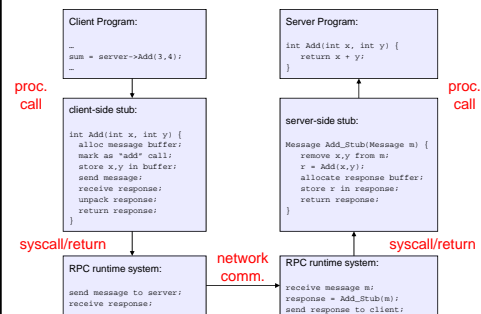 Client Program:
…
sum = server->Add(3,4);
…
Server Program:
int Add(int x, int y) {
return x + y;
}
proc.
call
proc.
call
client-side stub:
int Add(int x, int y) {
alloc message buffer;
mark as "add" call;
store x,y in buffer;
send message;
receive response;
unpack response;
return response;
}
server-side stub:
Message Add_Stub(Message m) {
remove x,y from m;
r = Add(x,y);
allocate response buffer;
store r in response;
return response;
}
syscall/return
syscall/return
network
comm.
RPC runtime system:
send message to server;
receive response;
RPC runtime system:
receive message m;
response = Add_Stub(m);
send response to client;